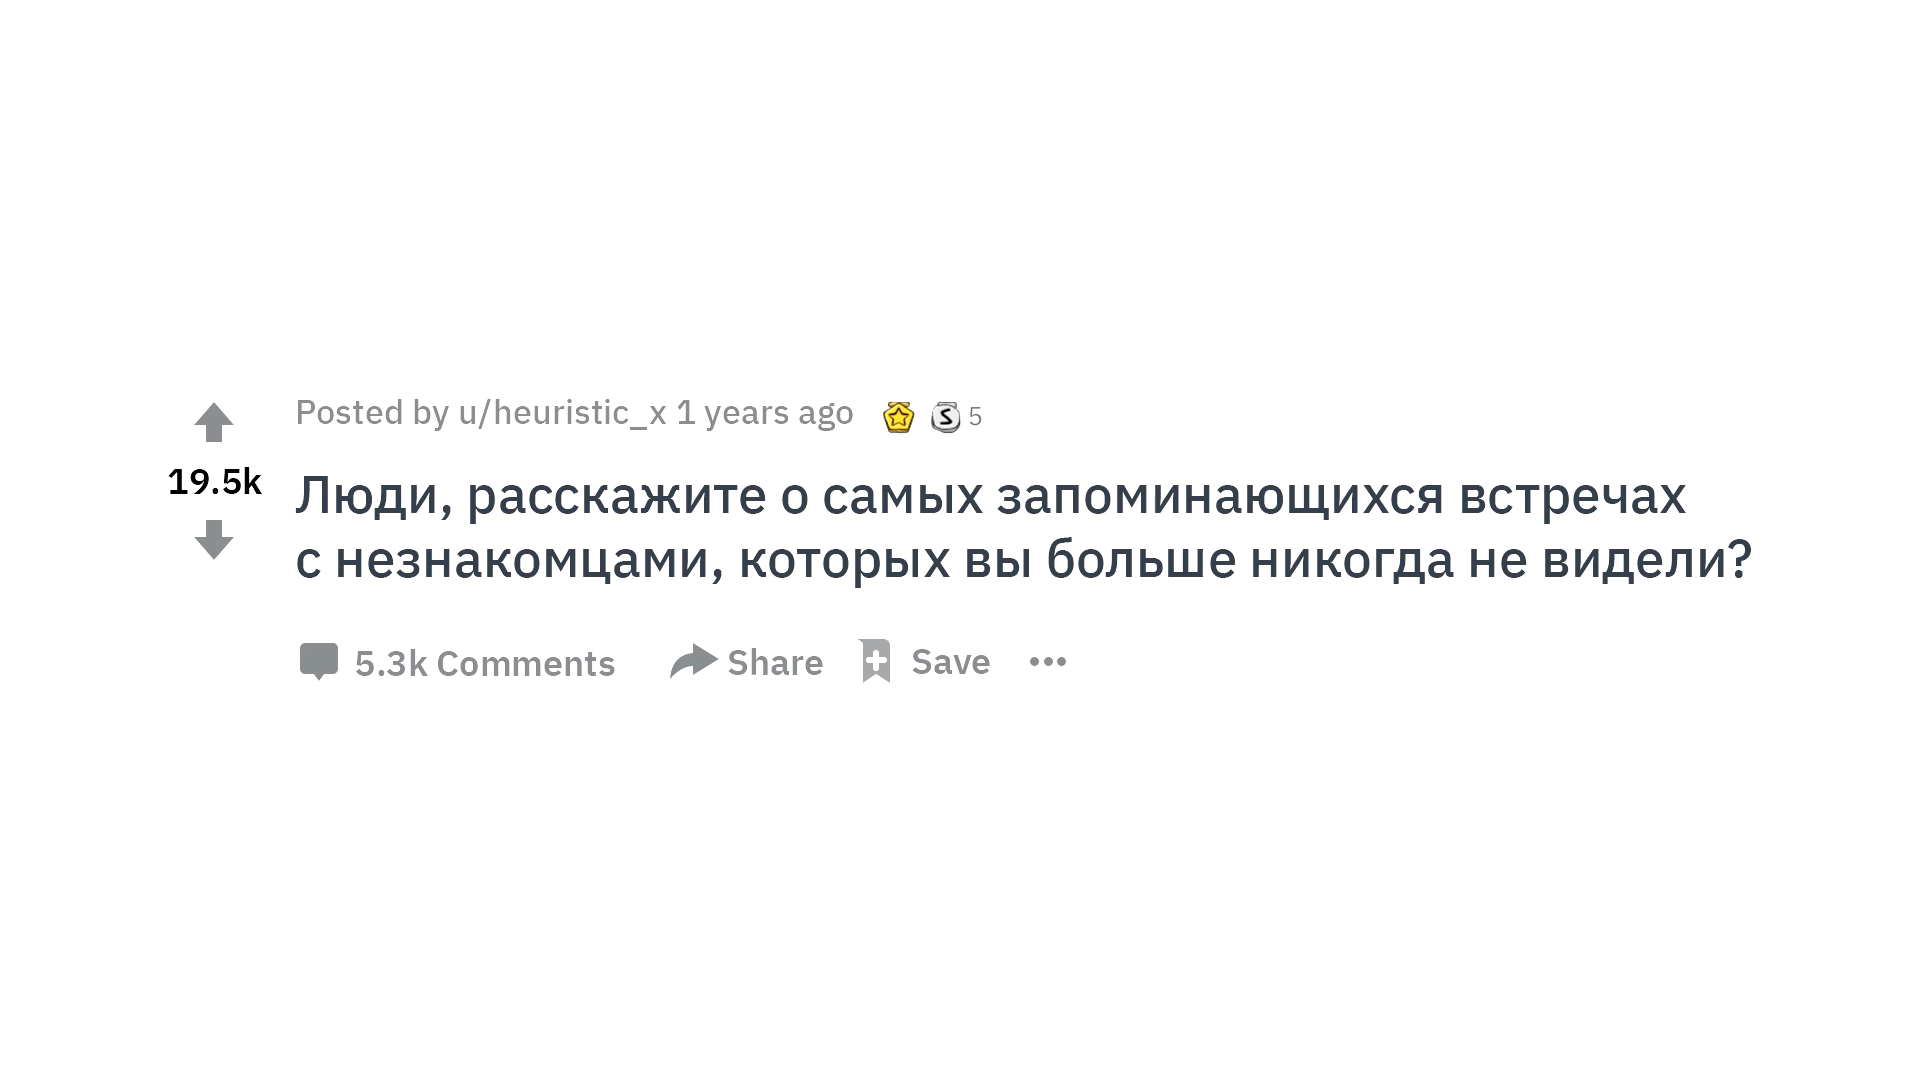 Posted by u/heuristic_x 1 years ago 5
19.5k
Люди, расскажите о самых запоминающихся встречах
с незнакомцами, которых вы больше никогда не видели?
5.3k Comments Share Save •••